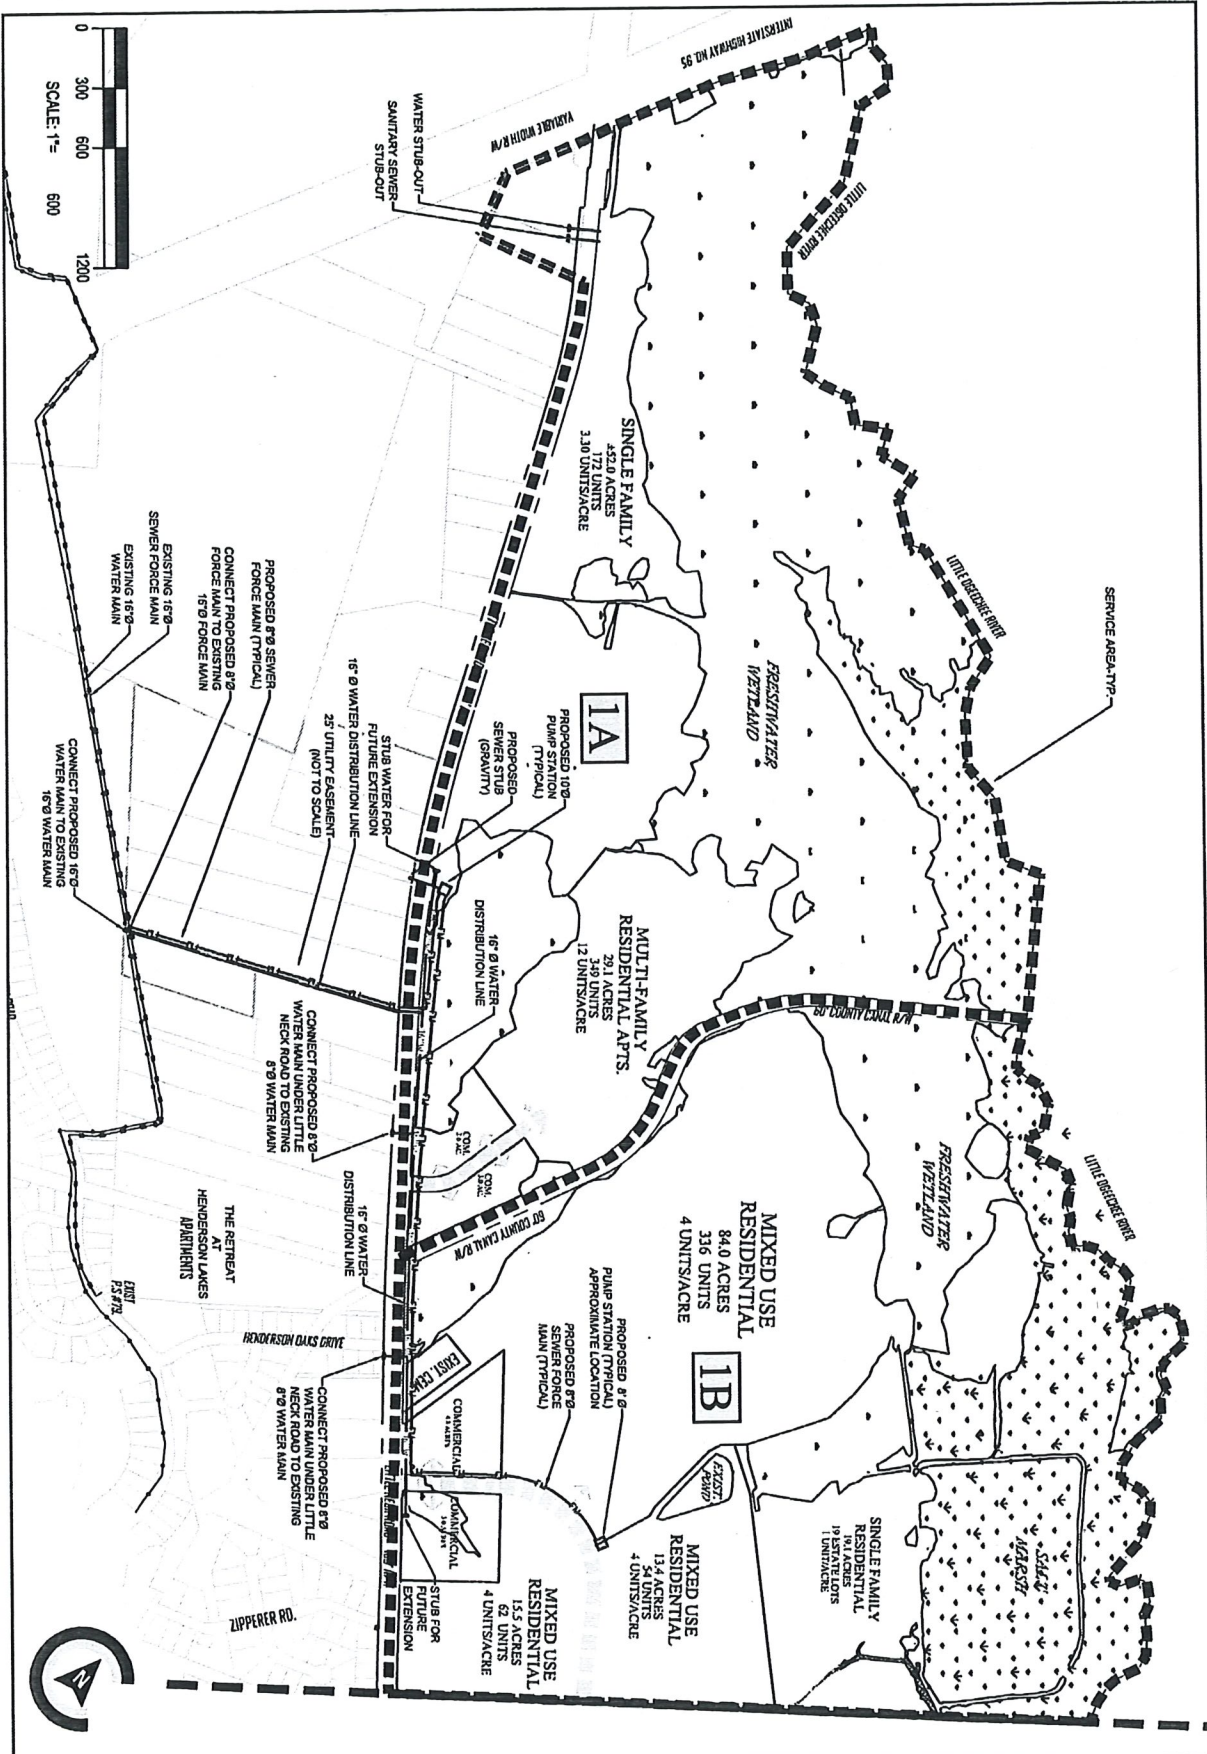 INTERSTATE HIGHWAY NO. 95
VARIABLE WIDTH R/W
LITTLE OGEECHEE RIVER
LITTLE OGEECHEE RIVER
LITTLE OGEECHEE RIVER
SERVICE AREA-TYP.
WATER STUB-OUT
SANITARY SEWER
STUB-OUT
0
300
600
1200
SCALE: 1"= 600
SINGLE FAMILY
±52.0 ACRES
172 UNITS
3.30 UNITS/ACRE
FRESHWATER
WETLAND
1A
PROPOSED 10'Ø
PUMP STATION
(TYPICAL)
PROPOSED
SEWER STUB
(GRAVITY)
STUB WATER FOR
FUTURE EXTENSION
16" Ø WATER DISTRIBUTION LINE
25' UTILITY EASEMENT
(NOT TO SCALE)
PROPOSED 8"Ø SEWER
FORCE MAIN (TYPICAL)
CONNECT PROPOSED 8"Ø
FORCE MAIN TO EXISTING
16"Ø FORCE MAIN
EXISTING 16"Ø
SEWER FORCE MAIN
EXISTING 16"Ø
WATER MAIN
CONNECT PROPOSED 16"Ø
WATER MAIN TO EXISTING
16"Ø WATER MAIN
MULTI-FAMILY
RESIDENTIAL APTS.
29.1 ACRES
349 UNITS
12 UNITS/ACRE
16" Ø WATER
DISTRIBUTION LINE
60' COUNTY CANAL R/W
CONNECT PROPOSED 8"Ø
WATER MAIN UNDER LITTLE
NECK ROAD TO EXISTING
8"Ø WATER MAIN
COM.
COM.
60' COUNTY CANAL R/W
FRESHWATER
WETLAND
MIXED USE
RESIDENTIAL
84.0 ACRES
336 UNITS
4 UNITS/ACRE
1B
16" Ø WATER
DISTRIBUTION LINE
THE RETREAT
AT
HENDERSON LAKES
APARTMENTS
EXIST
P.S #79
HENDERSON OAKS DRIVE
PROPOSED 8' Ø
PUMP STATION (TYPICAL)
APPROXIMATE LOCATION
PROPOSED 8"Ø
SEWER FORCE
MAIN (TYPICAL)
EXIST. CEM.
COMMERCIAL
COMMERCIAL
CONNECT PROPOSED 8"Ø
WATER MAIN UNDER LITTLE
NECK ROAD TO EXISTING
8"Ø WATER MAIN
EXIST.
POND
SINGLE FAMILY
RESIDENTIAL
19.1 ACRES
19 ESTATE LOTS
1 UNIT/ACRE
SALT
MARSH
MIXED USE
RESIDENTIAL
13.4 ACRES
54 UNITS
4 UNITS/ACRE
MIXED USE
RESIDENTIAL
15.5 ACRES
62 UNITS
4 UNITS/ACRE
STUB FOR
FUTURE
EXTENSION
ZIPPERER RD.
N